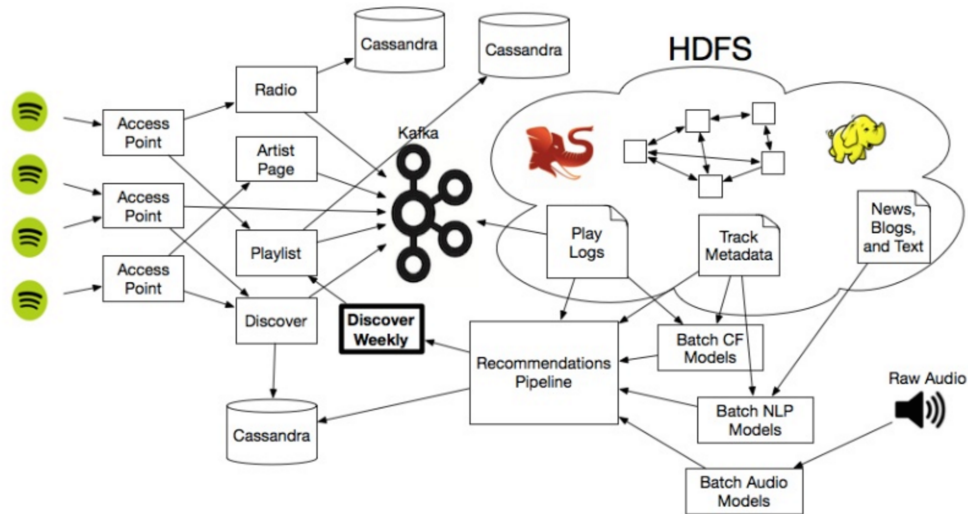 Cassandra
Cassandra
HDFS
Radio
Kafka
Access
Point
Artist
Page
Access
Point
Playlist
Access
Point
Discover
Play
Logs
Track
Metadata
News,
Blogs,
and Text
Discover
Weekly
Recommendations
Pipeline
Batch CF
Models
Raw Audio
Batch NLP
Models
Cassandra
Batch Audio
Models